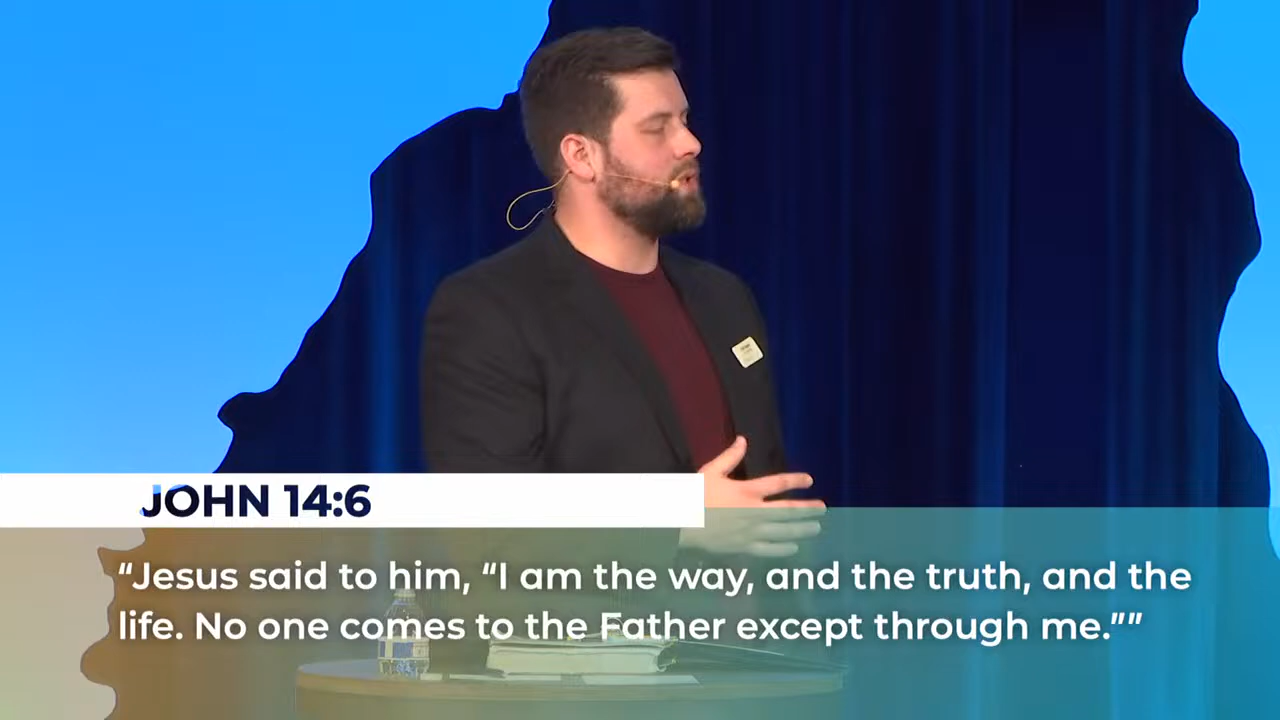 JOHN 14:6
“Jesus said to him, “I am the way, and the truth, and the
life. No one comes to the Father except through me.””